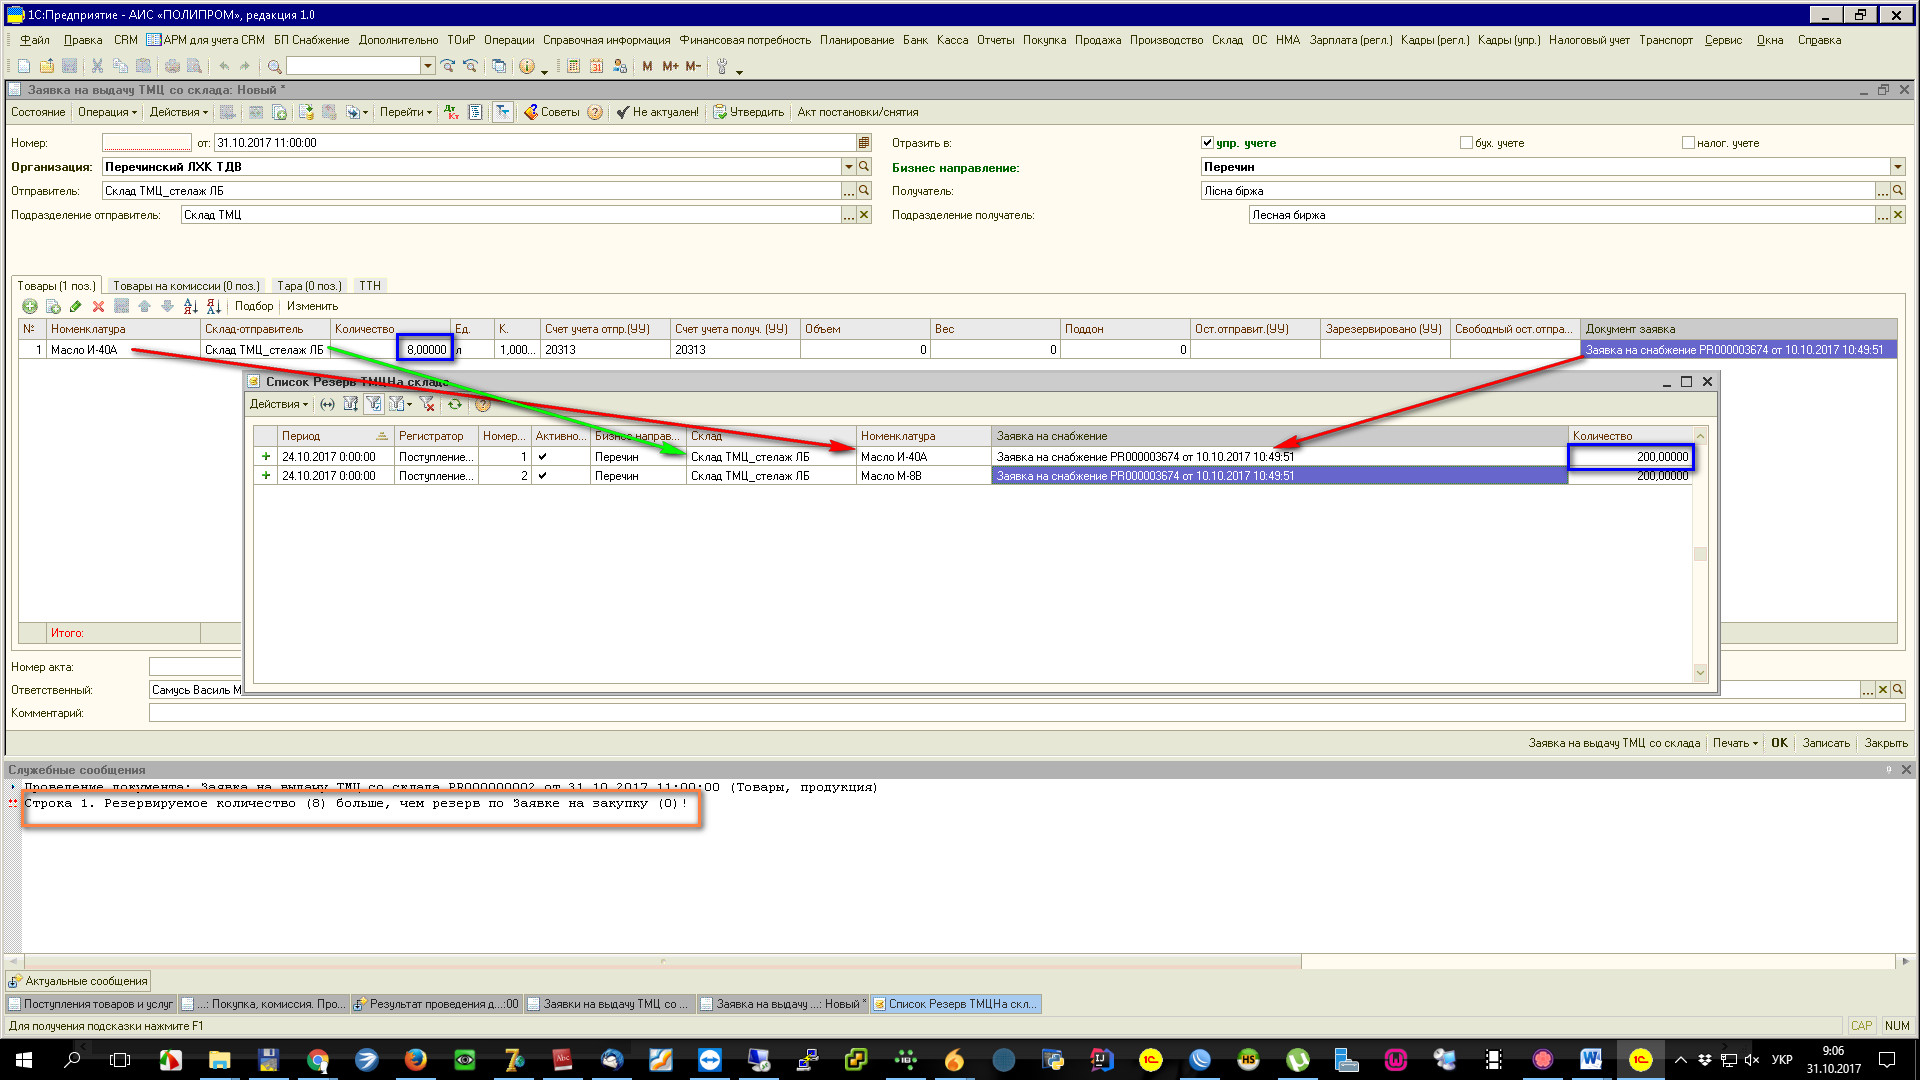 1С:Предприятие - АИС «ПОЛИПРОМ», редакция 1.0
Файл Правка CRM АРМ для учета CRM БП Снабжение Дополнительно ТОиР Операции Справочная информация Финансовая потребность Планирование Банк Касса Отчеты Покупка Продажа Производство Склад ОС НМА Зарплата (регл.) Кадры (регл.) Кадры (упр.) Налоговый учет Транспорт Сервис Окна Справка
M M+ M-
Заявка на выдачу ТМЦ со склада: Новый *
Состояние Операция Действия Перейти Советы Не актуален! Утвердить Акт постановки/снятия
Номер: от: 31.10.2017 11:00:00 Отразить в: упр. учете бух. учете налог. учете
Организация: Перечинский ЛХК ТДВ Бизнес направление: Перечин
Отправитель: Склад ТМЦ_стелаж ЛБ Получатель: Лісна біржа
Подразделение отправитель: Склад ТМЦ Подразделение получатель: Лесная биржа
Товары (1 поз.) Товары на комиссии (0 поз.) Тара (0 поз.) ТТН
Подбор Изменить
№ Номенклатура Склад-отправитель Количество Ед. К. Счет учета отпр.(УУ) Счет учета получ. (УУ) Объем Вес Поддон Ост.отправит.(УУ) Зарезервировано (УУ) Свободный ост.отпра... Документ заявка
1 Масло И-40А Склад ТМЦ_стелаж ЛБ 8,00000 л 1,000... 20313 20313 0 0 0 Заявка на снабжение PR000003674 от 10.10.2017 10:49:51
Список Резерв ТМЦНа складе
Действия
Период Регистратор Номер... Активно... Бизнес направ... Склад Номенклатура Заявка на снабжение Количество
24.10.2017 0:00:00 Поступление... 1 Перечин Склад ТМЦ_стелаж ЛБ Масло И-40А Заявка на снабжение PR000003674 от 10.10.2017 10:49:51 200,00000
24.10.2017 0:00:00 Поступление... 2 Перечин Склад ТМЦ_стелаж ЛБ Масло М-8В Заявка на снабжение PR000003674 от 10.10.2017 10:49:51 200,00000
Итого:
Номер акта:
Ответственный: Самусь Василь М
Комментарий:
Заявка на выдачу ТМЦ со склада Печать OK Записать Закрыть
Служебные сообщения
Проведение документа: Заявка на выдачу ТМЦ со склада PR000000002 от 31.10.2017 11:00:00 (Товары, продукция)
Строка 1. Резервируемое количество (8) больше, чем резерв по Заявке на закупку (0)!
Актуальные сообщения
Поступления товаров и услуг ...: Покупка, комиссия. Про... Результат проведения д...:00 Заявки на выдачу ТМЦ со ... Заявка на выдачу ...: Новый * Список Резерв ТМЦНа скл...
Для получения подсказки нажмите F1 CAP NUM
УКР 9:06
31.10.2017